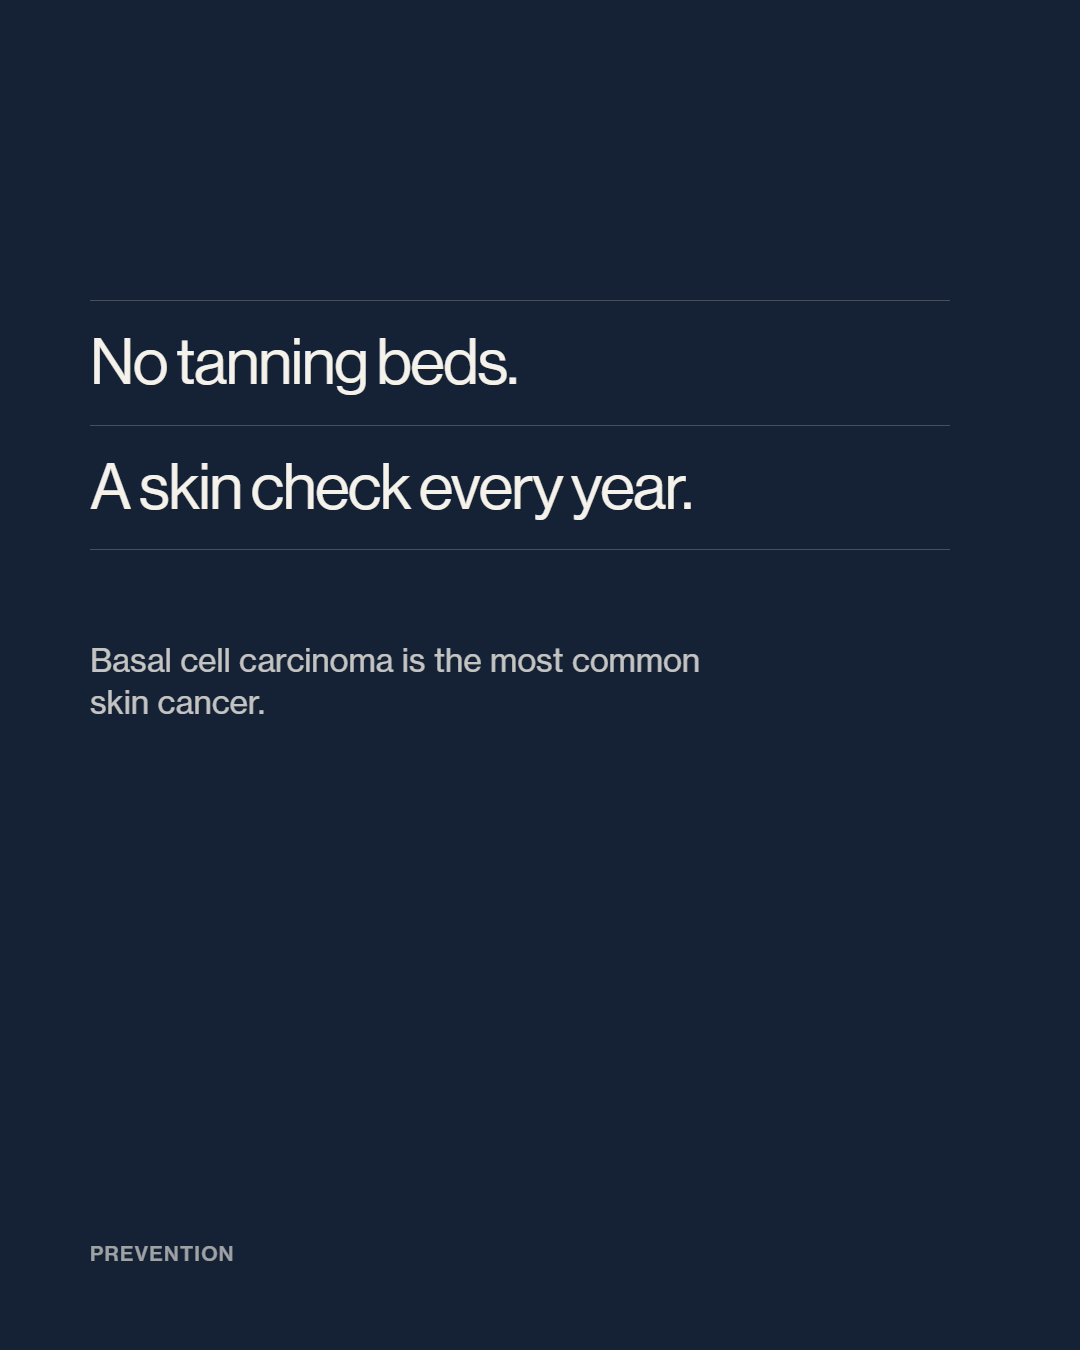 No tanning beds.
A skin check every year.
Basal cell carcinoma is the most common
skin cancer.
PREVENTION